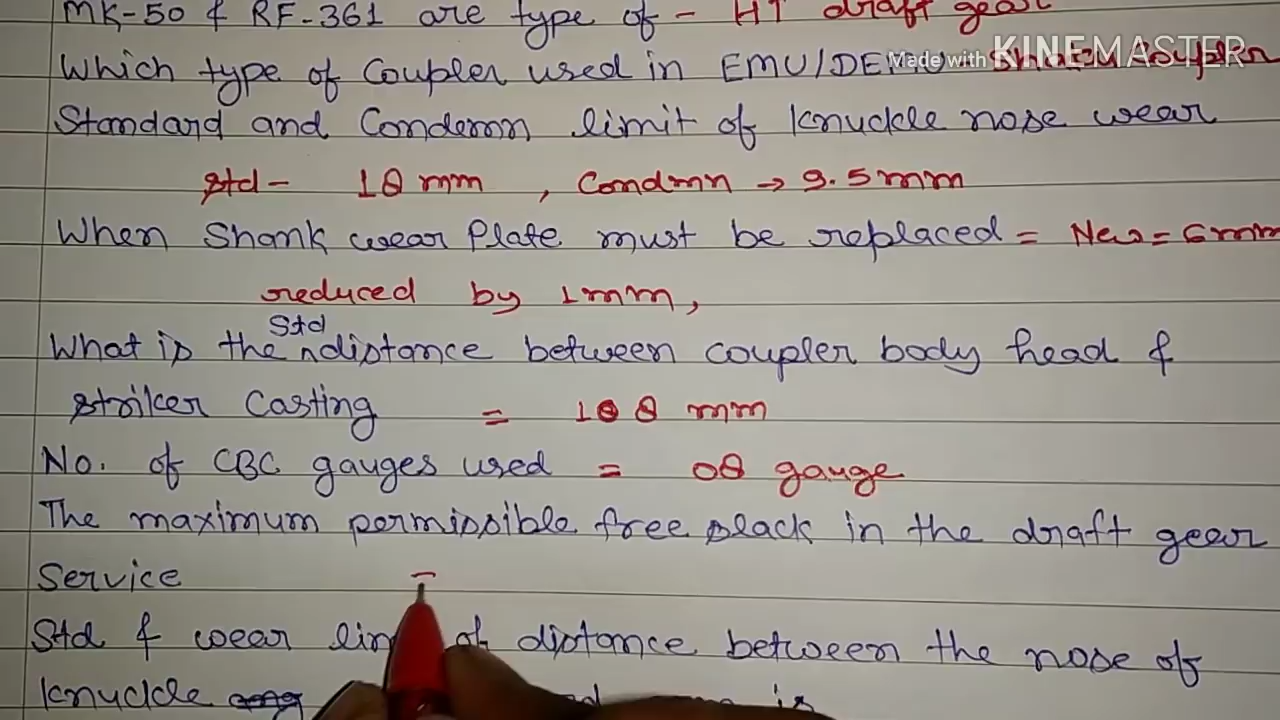 MK-50 & RF-361 are type of - HT draft gear
Which type of Coupler used in EMU/DEMU
Made with KINEMASTER
Standard and Condemn limit of knuckle nose wear
std - 10 mm , Condmn → 9.5 mm
When Shank wear Plate must be replaced = New = 6mm
reduced by 1mm,
Std
What is the distance between coupler body head &
striker Casting = 100 mm
No. of CBC gauges used = 08 gauge
The maximum permissible free slack in the draft gear
Service -
Std & wear of distance between the nose of
knuckle is